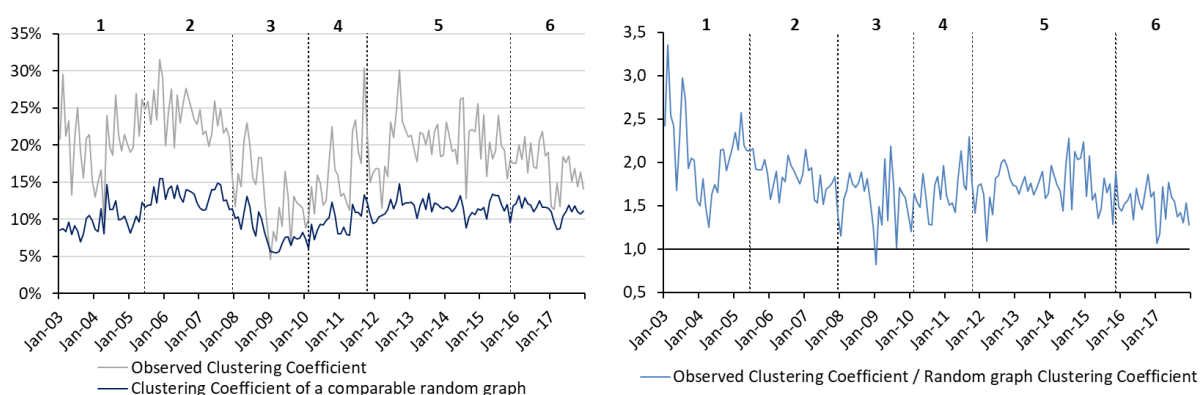 1 2 3 4 5 6
35%
30%
25%
20%
15%
10%
5%
0%
Jan-03 Jan-04 Jan-05 Jan-06 Jan-07 Jan-08 Jan-09 Jan-10 Jan-11 Jan-12 Jan-13 Jan-14 Jan-15 Jan-16 Jan-17
Observed Clustering Coefficient
Clustering Coefficient of a comparable random graph
1 2 3 4 5 6
3,5
3,0
2,5
2,0
1,5
1,0
0,5
Jan-03 Jan-04 Jan-05 Jan-06 Jan-07 Jan-08 Jan-09 Jan-10 Jan-11 Jan-12 Jan-13 Jan-14 Jan-15 Jan-16 Jan-17
Observed Clustering Coefficient / Random graph Clustering Coefficient